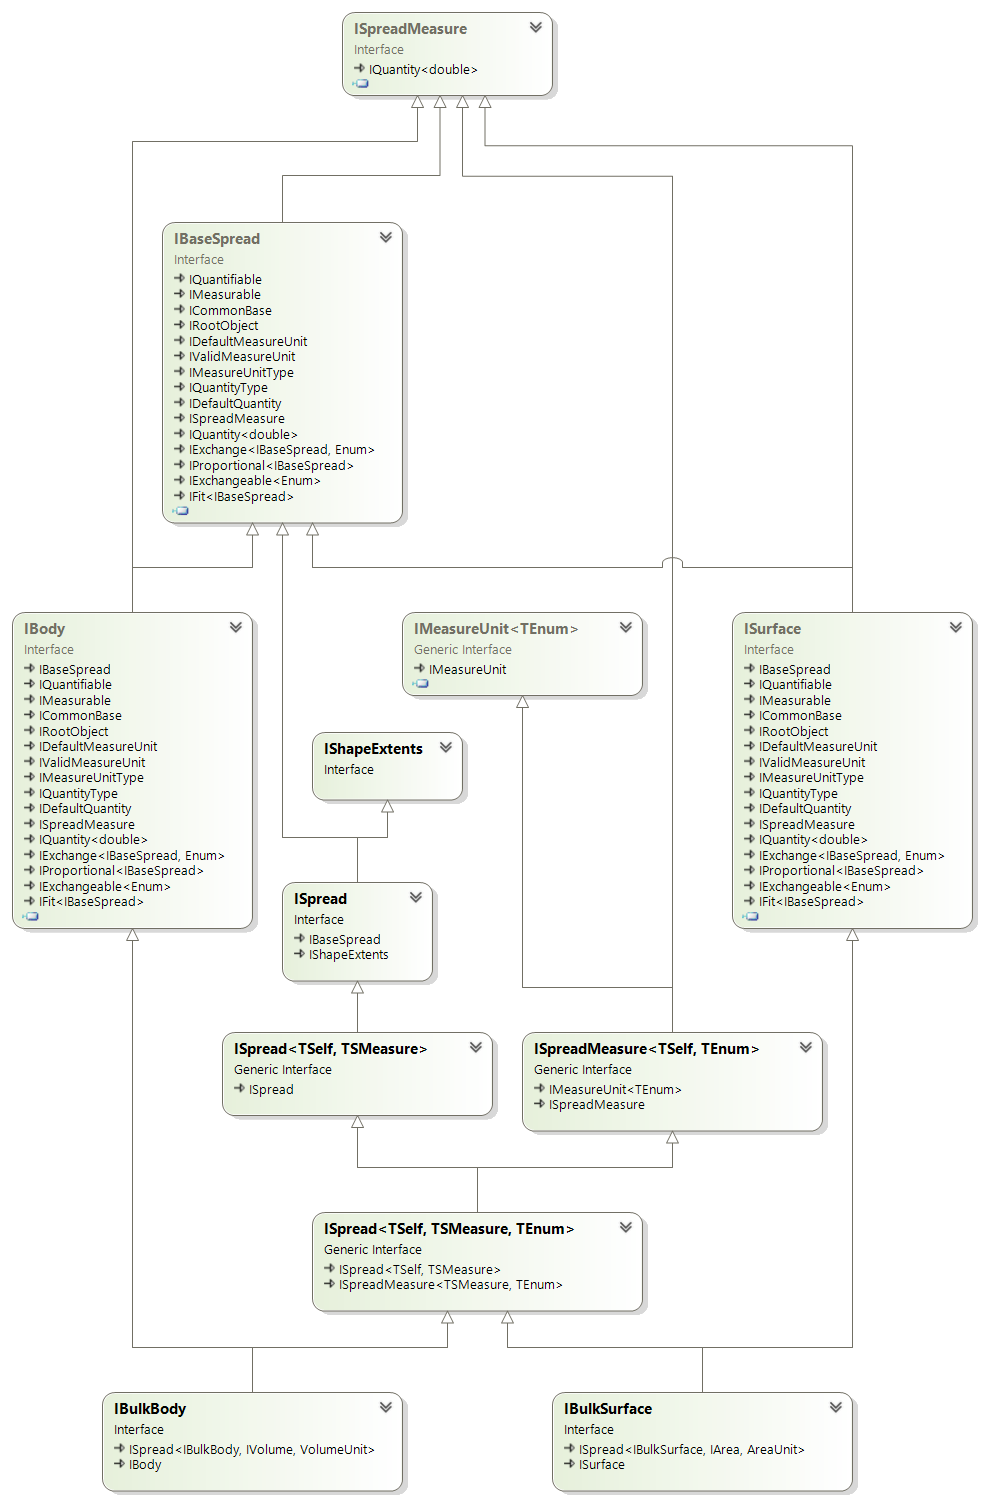 ISpreadMeasure
Interface
IQuantity<double>
IBaseSpread
Interface
IQuantifiable
IMeasurable
ICommonBase
IRootObject
IDefaultMeasureUnit
IValidMeasureUnit
IMeasureUnitType
IQuantityType
IDefaultQuantity
ISpreadMeasure
IQuantity<double>
IExchange<IBaseSpread, Enum>
IProportional<IBaseSpread>
IExchangeable<Enum>
IFit<IBaseSpread>
IBody
Interface
IBaseSpread
IQuantifiable
IMeasurable
ICommonBase
IRootObject
IDefaultMeasureUnit
IValidMeasureUnit
IMeasureUnitType
IQuantityType
IDefaultQuantity
ISpreadMeasure
IQuantity<double>
IExchange<IBaseSpread, Enum>
IProportional<IBaseSpread>
IExchangeable<Enum>
IFit<IBaseSpread>
IMeasureUnit<TEnum>
Generic Interface
IMeasureUnit
ISurface
Interface
IBaseSpread
IQuantifiable
IMeasurable
ICommonBase
IRootObject
IDefaultMeasureUnit
IValidMeasureUnit
IMeasureUnitType
IQuantityType
IDefaultQuantity
ISpreadMeasure
IQuantity<double>
IExchange<IBaseSpread, Enum>
IProportional<IBaseSpread>
IExchangeable<Enum>
IFit<IBaseSpread>
IShapeExtents
Interface
ISpread
Interface
IBaseSpread
IShapeExtents
ISpread<TSelf, TSMeasure>
Generic Interface
ISpread
ISpreadMeasure<TSelf, TEnum>
Generic Interface
IMeasureUnit<TEnum>
ISpreadMeasure
ISpread<TSelf, TSMeasure, TEnum>
Generic Interface
ISpread<TSelf, TSMeasure>
ISpreadMeasure<TSMeasure, TEnum>
IBulkBody
Interface
ISpread<IBulkBody, IVolume, VolumeUnit>
IBody
IBulkSurface
Interface
ISpread<IBulkSurface, IArea, AreaUnit>
ISurface